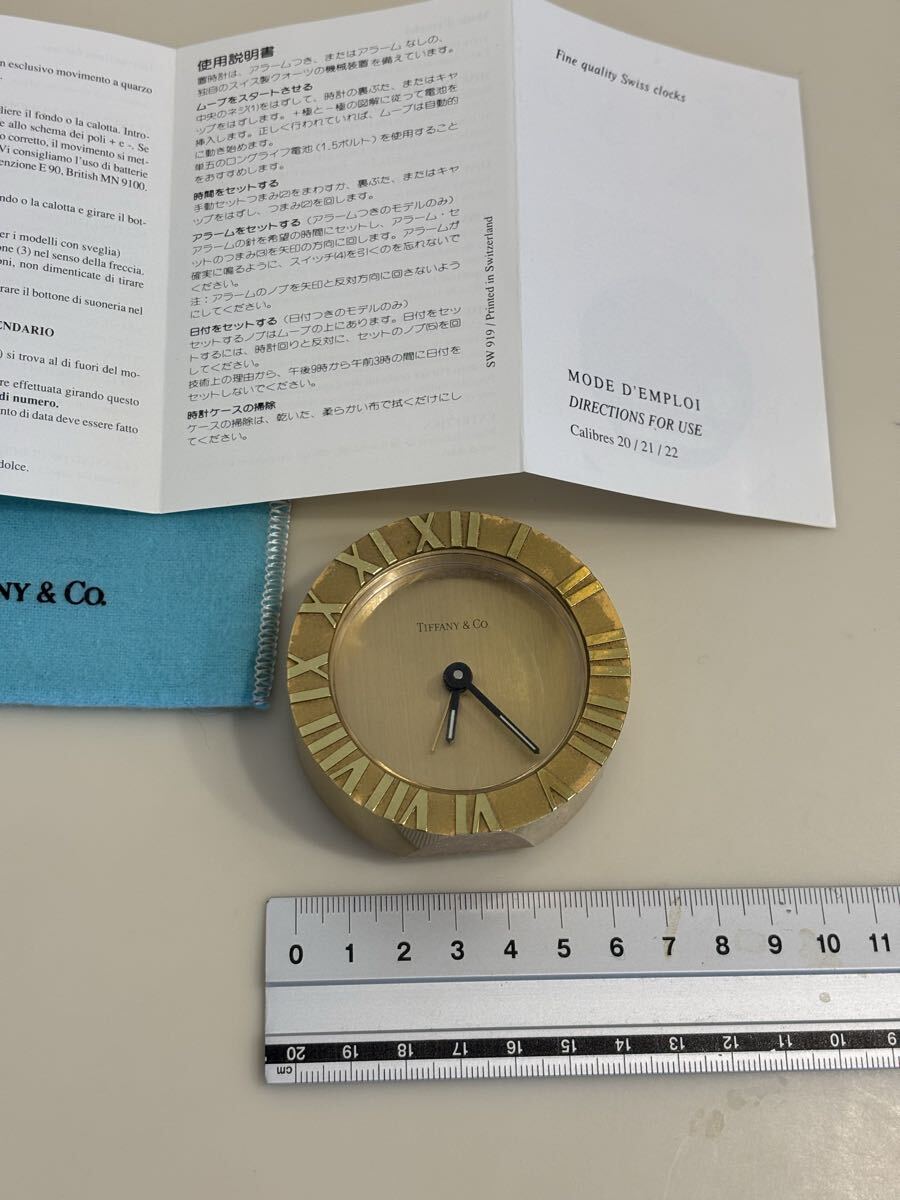 n esclusivo movimento a quarzo
liere il fondo o la calotta. Intro-
e allo schema dei poli + e -. Se
o corretto, il movimento si met-
Vi consigliamo l'uso di batterie
enzione E 90, British MN 9100.
ndo o la calotta e girare il bot-
er i modelli con sveglia)
one (3) nel senso della freccia.
oni, non dimenticate di tirare
rare il bottone di suoneria nel
ENDARIO
) si trova al di fuori del mo-
re effettuata girando questo
di numero.
nto di data deve essere fatto
dolce.
使用説明書
置時計は、アラームつき、またはアラーム なしの、
独自のスイス製クオーツの機械装置 を備えています。
ムーブをスタートさせる
中央のネジ(1)をはずして、時計の裏ぶた、またはキャ
ップをはずします。 +極と-極の図解に従って電池を
挿入します。正しく行われていれば、ムーブは自動的
に動き始めます。
単五のロングライフ電池 (1.5ボルト) を使用すること
をおすすめします。
時間をセットする
手動セットつまみ(2)をまわすか、裏ぶた、またはキャ
ップをはずし、つまみ(2)を回します。
アラームをセットする (アラームつきのモデルのみ)
アラームの針を希望の時間にセットし、アラーム・セ
ットのつまみ(3)を矢印の方向に回します。アラームが
確実に鳴るように、スイッチ(4)を引くのを忘れないで
ください。
注：アラームのノブを矢印と反対方向に回さないよう
にしてください。
日付をセットする (日付つきのモデルのみ)
セットするノブはムーブの上にあります。日付をセッ
トするには、時計回りと反対に、セットのノブ(5)を回
してください。
技術上の理由から、午後9時から午前3時の間に日付を
セットしないでください。
時計ケースの掃除
ケースの掃除は、乾いた、柔らかい布で拭くだけにし
てください。
SW 919 / Printed in Switzerland
Fine quality Swiss clocks
MODE D'EMPLOI
DIRECTIONS FOR USE
Calibres 20 / 21 / 22
NY & CO.
TIFFANY & CO.
XII I II III IIII V VI VII VIII IX X XI
0 1 2 3 4 5 6 7 8 9 10 11
20 19 18 17 16 15 14 13 12 11 10 9
cm